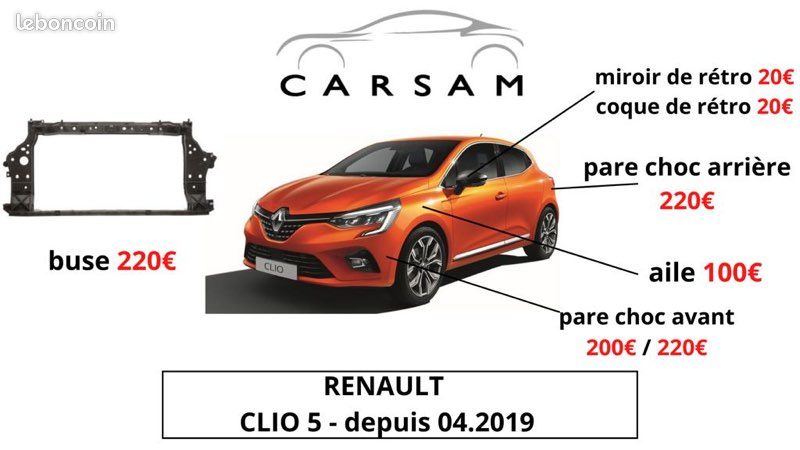 leboncoin
CARSAM
miroir de rétro 20€
coque de rétro 20€
pare choc arrière
220€
buse 220€
CLIO
aile 100€
pare choc avant
200€ / 220€
RENAULT
CLIO 5 - depuis 04.2019